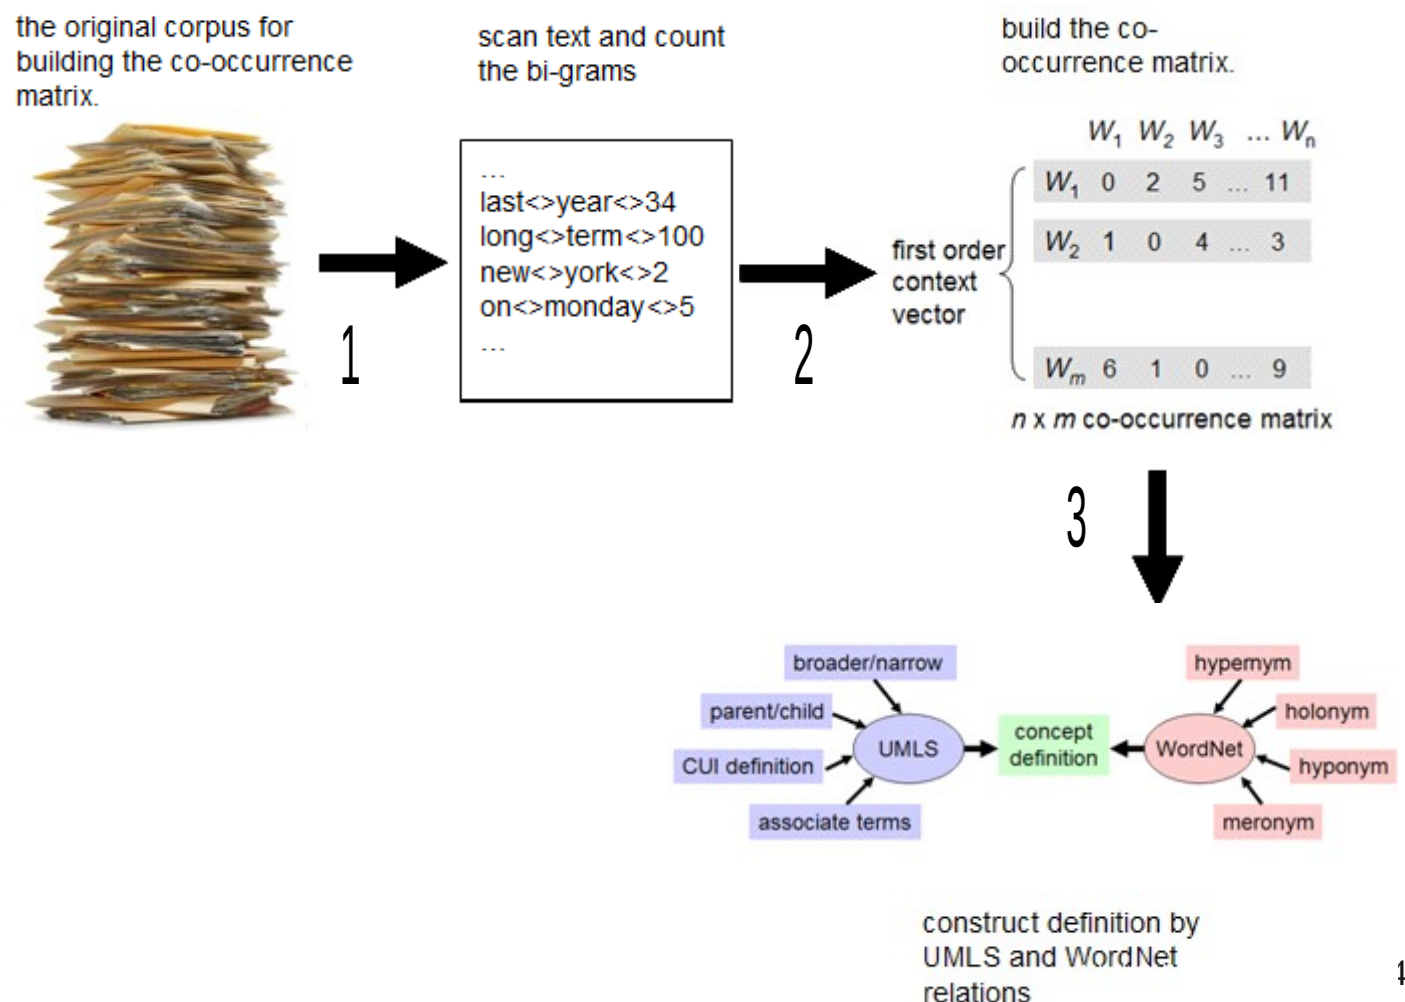 the original corpus for
building the co-occurrence
matrix.
scan text and count
the bi-grams
build the co-
occurrence matrix.
...
last<>year<>34
long<>term<>100
new<>york<>2
on<>monday<>5
...
1
2
first order
context
vector
W1 W2 W3 ... Wn
W1 0 2 5 ... 11
W2 1 0 4 ... 3
Wm 6 1 0 ... 9
n x m co-occurrence matrix
3
broader/narrow
parent/child
CUI definition
associate terms
UMLS
concept
definition
WordNet
hypernym
holonym
hyponym
meronym
construct definition by
UMLS and WordNet
relations
4